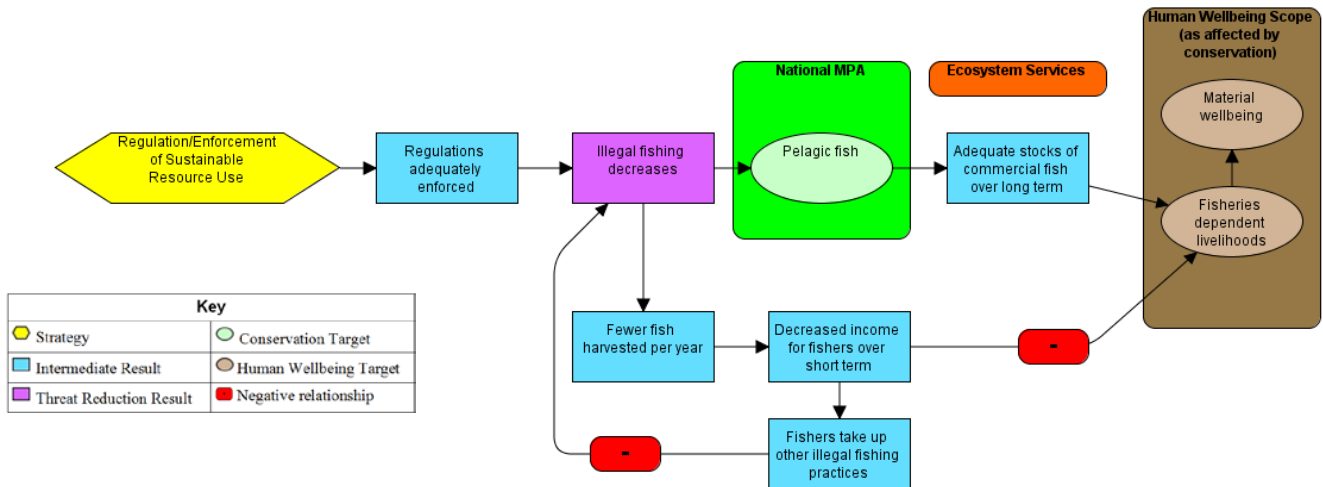 Human Wellbeing Scope
(as affected by
conservation)
National MPA
Ecosystem Services
Material
wellbeing
Regulation/Enforcement
of Sustainable
Resource Use
Regulations
adequately
enforced
Illegal fishing
decreases
Pelagic fish
Adequate stocks of
commercial fish
over long term
Fisheries
dependent
livelihoods
Key
Strategy
Conservation Target
Intermediate Result
Human Wellbeing Target
Threat Reduction Result
- Negative relationship
Fewer fish
harvested per year
Decreased income
for fishers over
short term
-
Fishers take up
other illegal fishing
practices
-